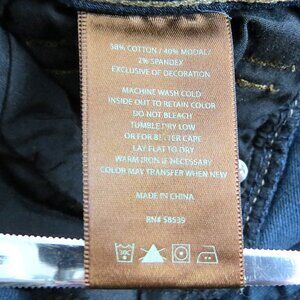 58% COTTON / 40% MODAL/
2% SPANDEX
EXCLUSIVE OF DECORATION
MACHINE WASH COLD
INSIDE OUT TO RETAIN COLOR
DO NOT BLEACH
TUMBLE DRY LOW
OR FOR BETTER CARE
LAY FLAT TO DRY
WARM IRON IF NECESSARY
COLOR MAY TRANSFER WHEN NEW
MADE IN CHINA
RN# 58539